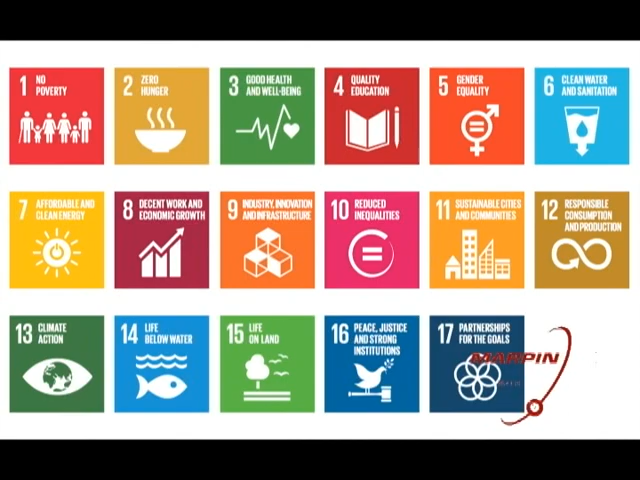 1 NO
POVERTY
2 ZERO
HUNGER
3 GOOD HEALTH
AND WELL-BEING
4 QUALITY
EDUCATION
5 GENDER
EQUALITY
6 CLEAN WATER
AND SANITATION
7 AFFORDABLE AND
CLEAN ENERGY
8 DECENT WORK AND
ECONOMIC GROWTH
9 INDUSTRY, INNOVATION
AND INFRASTRUCTURE
10 REDUCED
INEQUALITIES
11 SUSTAINABLE CITIES
AND COMMUNITIES
12 RESPONSIBLE
CONSUMPTION
AND PRODUCTION
13 CLIMATE
ACTION
14 LIFE
BELOW WATER
15 LIFE
ON LAND
16 PEACE, JUSTICE
AND STRONG
INSTITUTIONS
17 PARTNERSHIPS
FOR THE GOALS